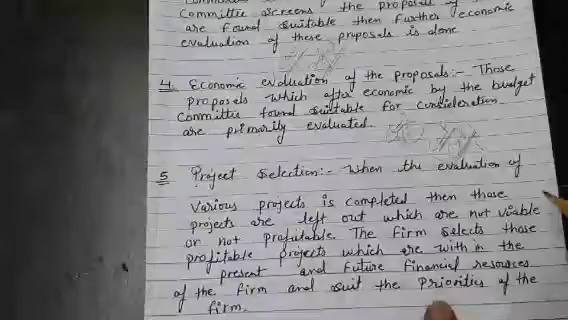 Committee screens the proposal
are found suitable then further economic
evaluation of these proposals is done
4. Economic evaluation of the proposals:- Those
proposals which after economic by the budget
Committee found suitable for consideration
are primarily evaluated.
5 Project Selection:- When the evaluation of
Various projects is completed then those
projects are left out which are not viable
or not profitable. The firm selects those
profitable projects which are with in the
present and future financial resources
of the firm and suit the priorities of the
firm.